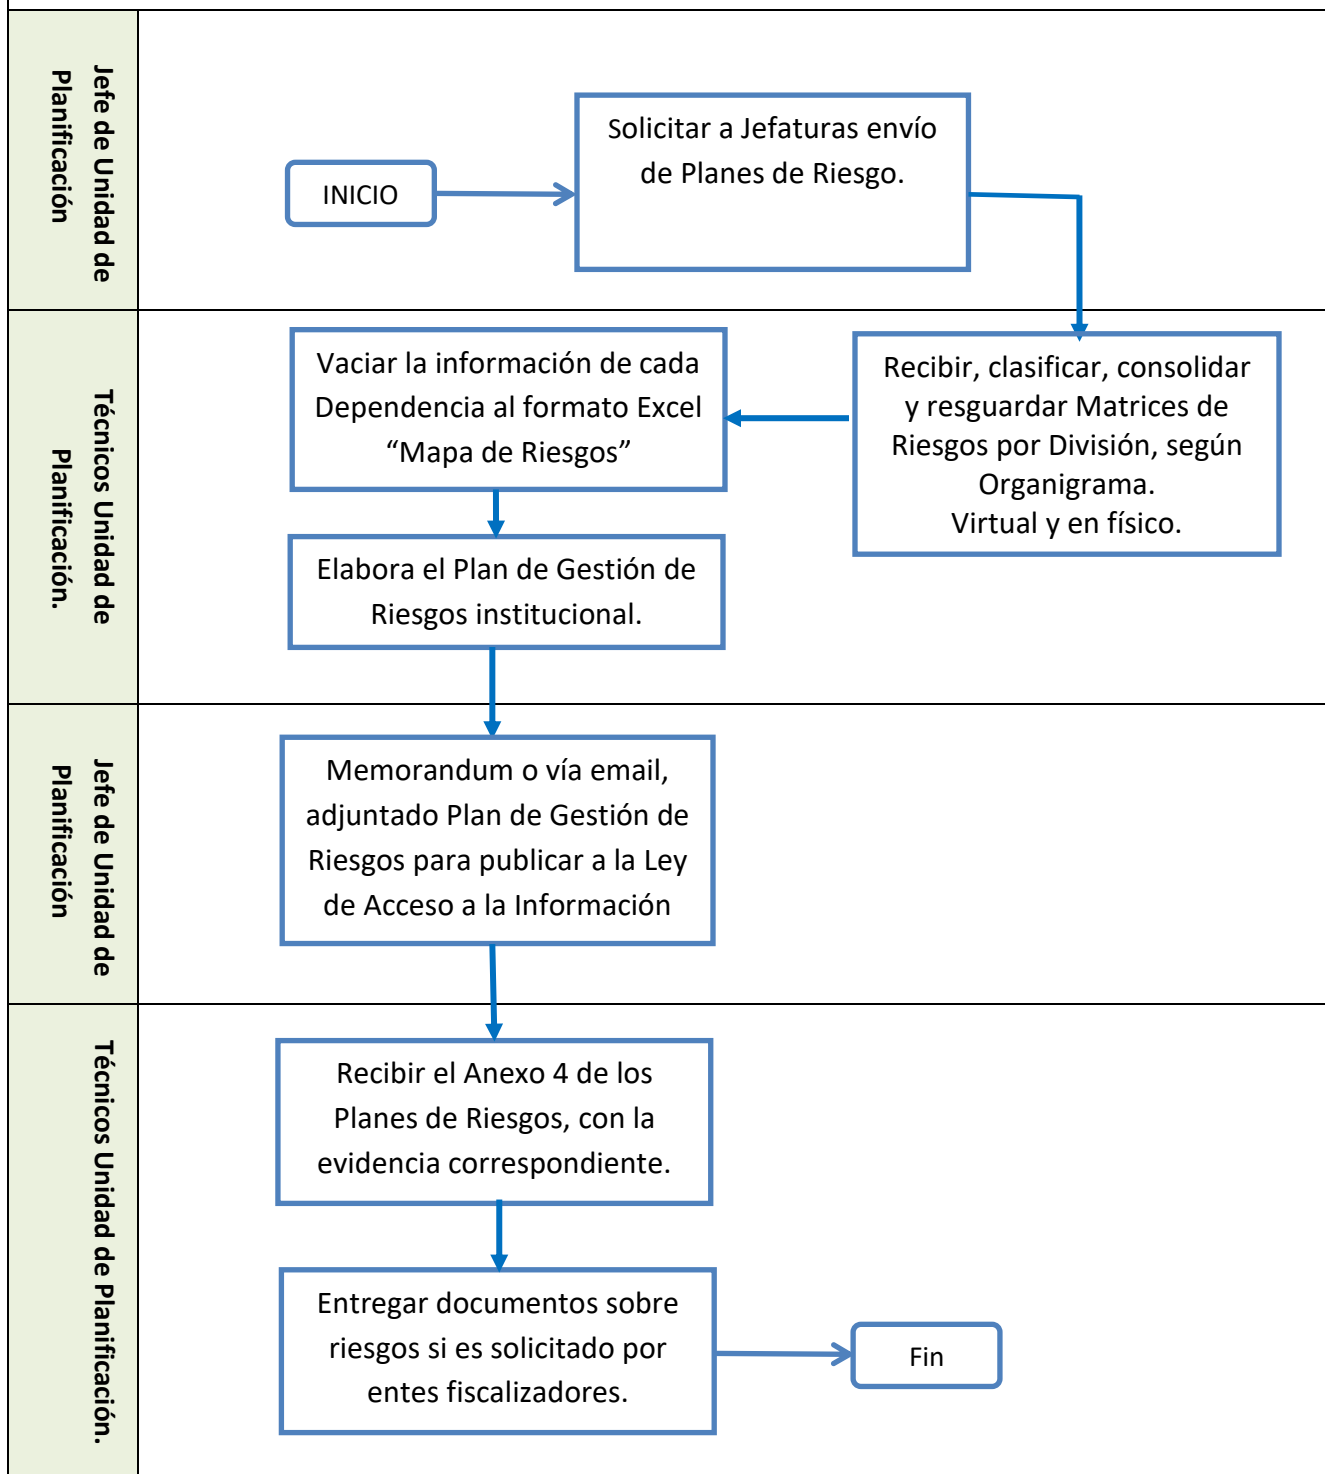 Jefe de Unidad de
Planificación
INICIO
Solicitar a Jefaturas envío
de Planes de Riesgo.
Técnicos Unidad de
Planificación.
Recibir, clasificar, consolidar
y resguardar Matrices de
Riesgos por División, según
Organigrama.
Virtual y en físico.
Vaciar la información de cada
Dependencia al formato Excel
“Mapa de Riesgos”
Elabora el Plan de Gestión de
Riesgos institucional.
Jefe de Unidad de
Planificación
Memorandum o vía email,
adjuntado Plan de Gestión de
Riesgos para publicar a la Ley
de Acceso a la Información
Técnicos Unidad de Planificación.
Recibir el Anexo 4 de los
Planes de Riesgos, con la
evidencia correspondiente.
Entregar documentos sobre
riesgos si es solicitado por
entes fiscalizadores.
Fin